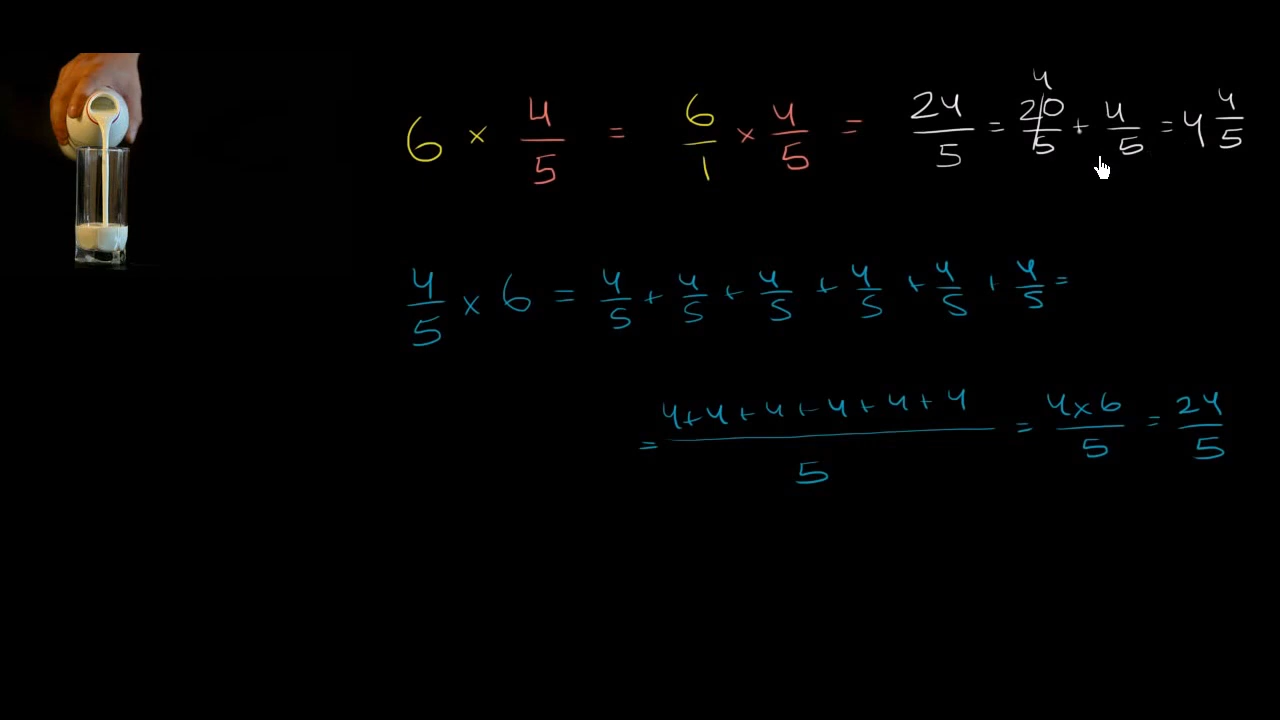 6 × 4/5 = 6/1 × 4/5 = 24/5 = 20/5 4 + 4/5 = 4 4/5
4/5 × 6 = 4/5 + 4/5 + 4/5 + 4/5 + 4/5 + 4/5 =
= 4+4+4+4+4+4/5 = 4×6/5 = 24/5